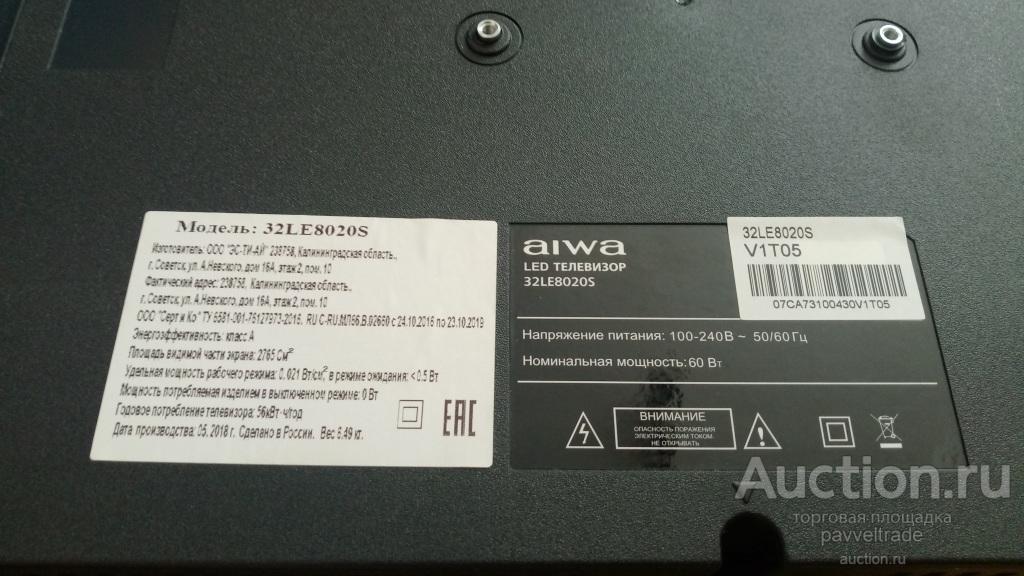 Модель: 32LE8020S
Изготовитель: ООО "ЭС-ТИ-АЙ" 238758, Калининградская область.,
г. Советск, ул. А.Невского, дом 16А, этаж 2, пом. 10
Фактический адрес: 238758, Калининградская область.,
г. Советск, ул. А.Невского, дом 16А, этаж 2, пом. 10
ООО "Серт и Ко" ТУ 6581-001-76127973-2016, RU C-RU.МЛ66.В.02660 с 24.10.2016 по 23.10.2019
Энергоэффективность: класс А
Площадь видимой части экрана: 2765 См²
Удельная мощность рабочего режима: 0, 021 Вт/см², в режиме ожидания: <0.5 Вт
Мощность потребляемая изделием в выключенном режиме: 0 Вт
Годовое потребление телевизора: 56кВт-ч/год
Дата производства: 05, 2018 г. Сделано в России. Вес 6.49 кг.
EAC
aiwa
LED ТЕЛЕВИЗОР
32LE8020S
32LE8020S
V1T05
07CA73100430V1T05
Напряжение питания: 100-240В ~ 50/60Гц
Номинальная мощность: 60 Вт
ВНИМАНИЕ
ОПАСНОСТЬ ПОРАЖЕНИЯ
ЭЛЕКТРИЧЕСКИМ ТОКОМ.
НЕ ОТКРЫВАТЬ
Auction.ru
торговая площадка
pavveltrade
auction.ru